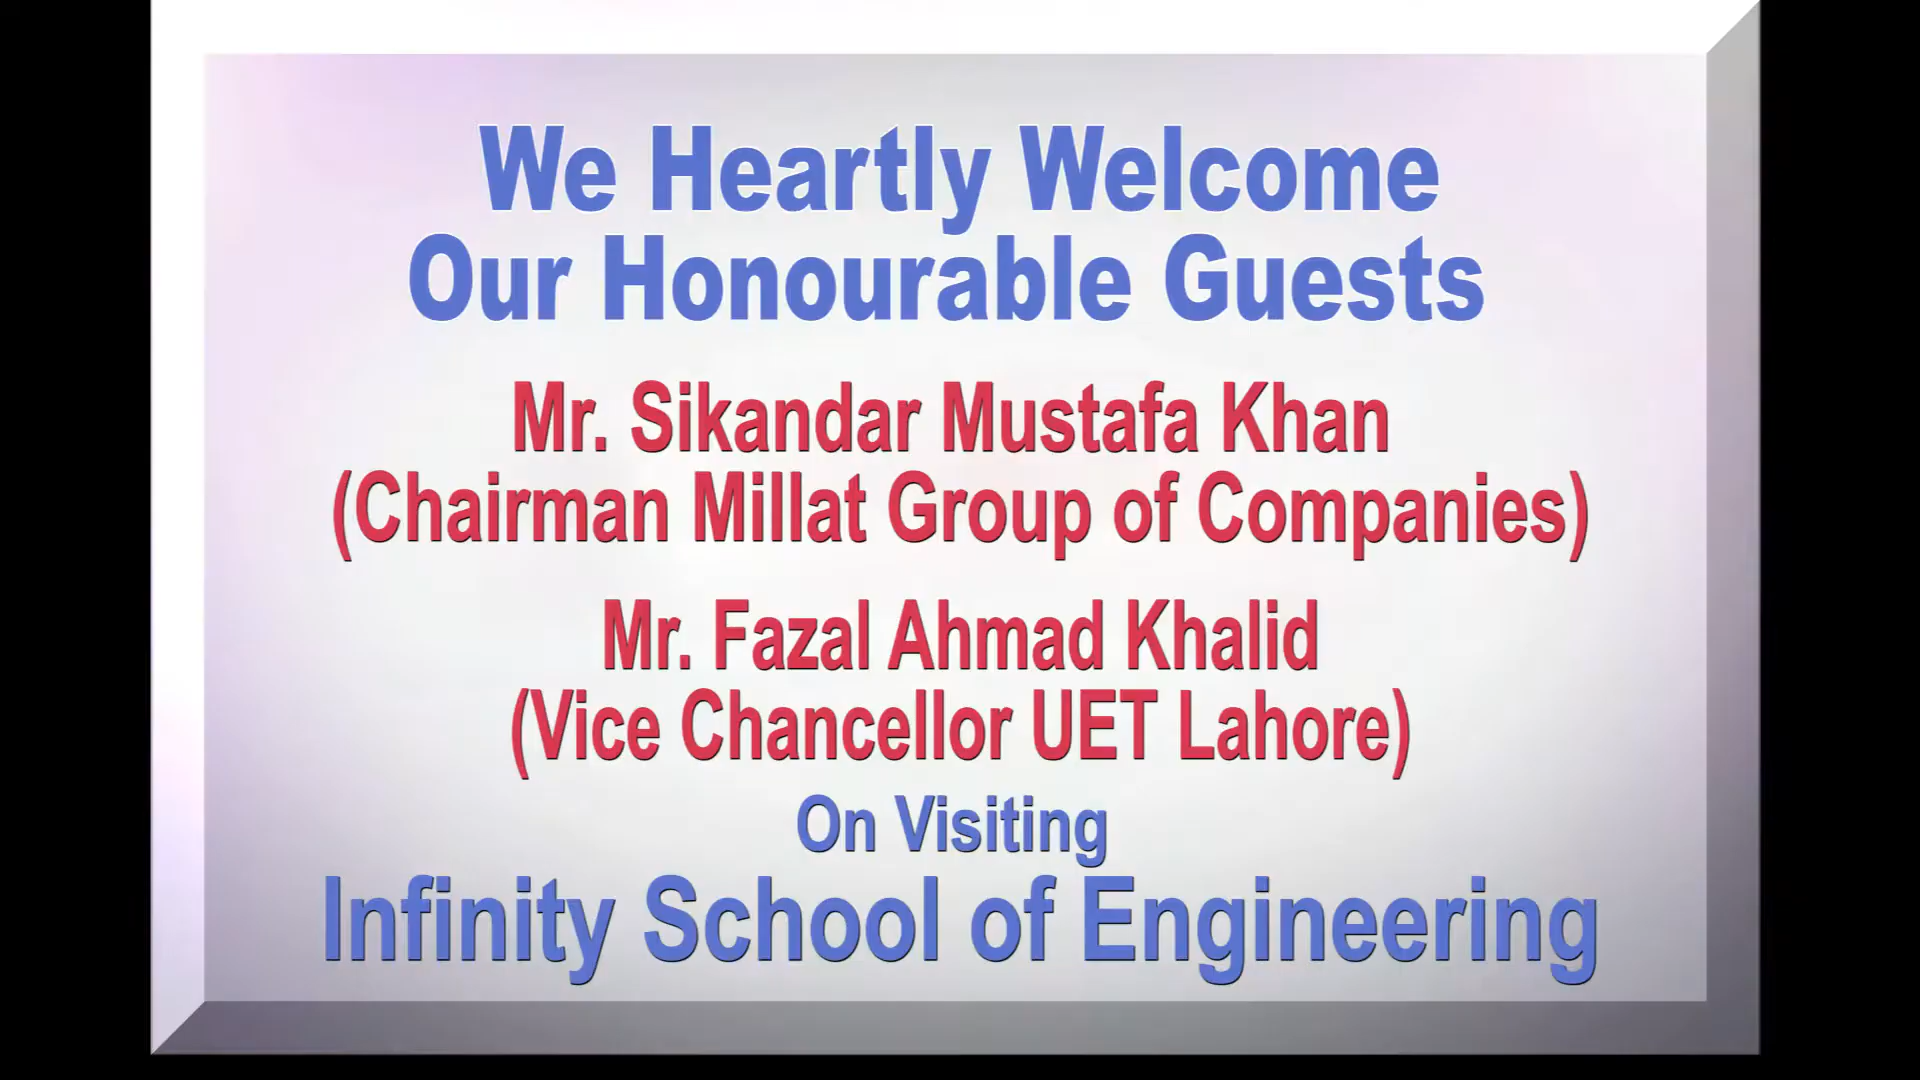 We Heartly Welcome
Our Honourable Guests
Mr. Sikandar Mustafa Khan
(Chairman Millat Group of Companies)
Mr. Fazal Ahmad Khalid
(Vice Chancellor UET Lahore)
On Visiting
Infinity School of Engineering